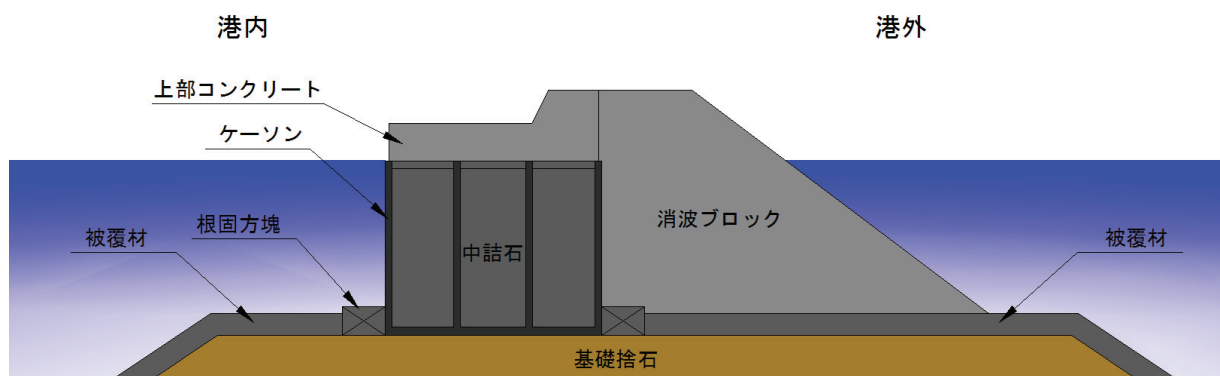 港内
港外
上部コンクリート
ケーソン
根固方塊
被覆材
中詰石
消波ブロック
被覆材
基礎捨石